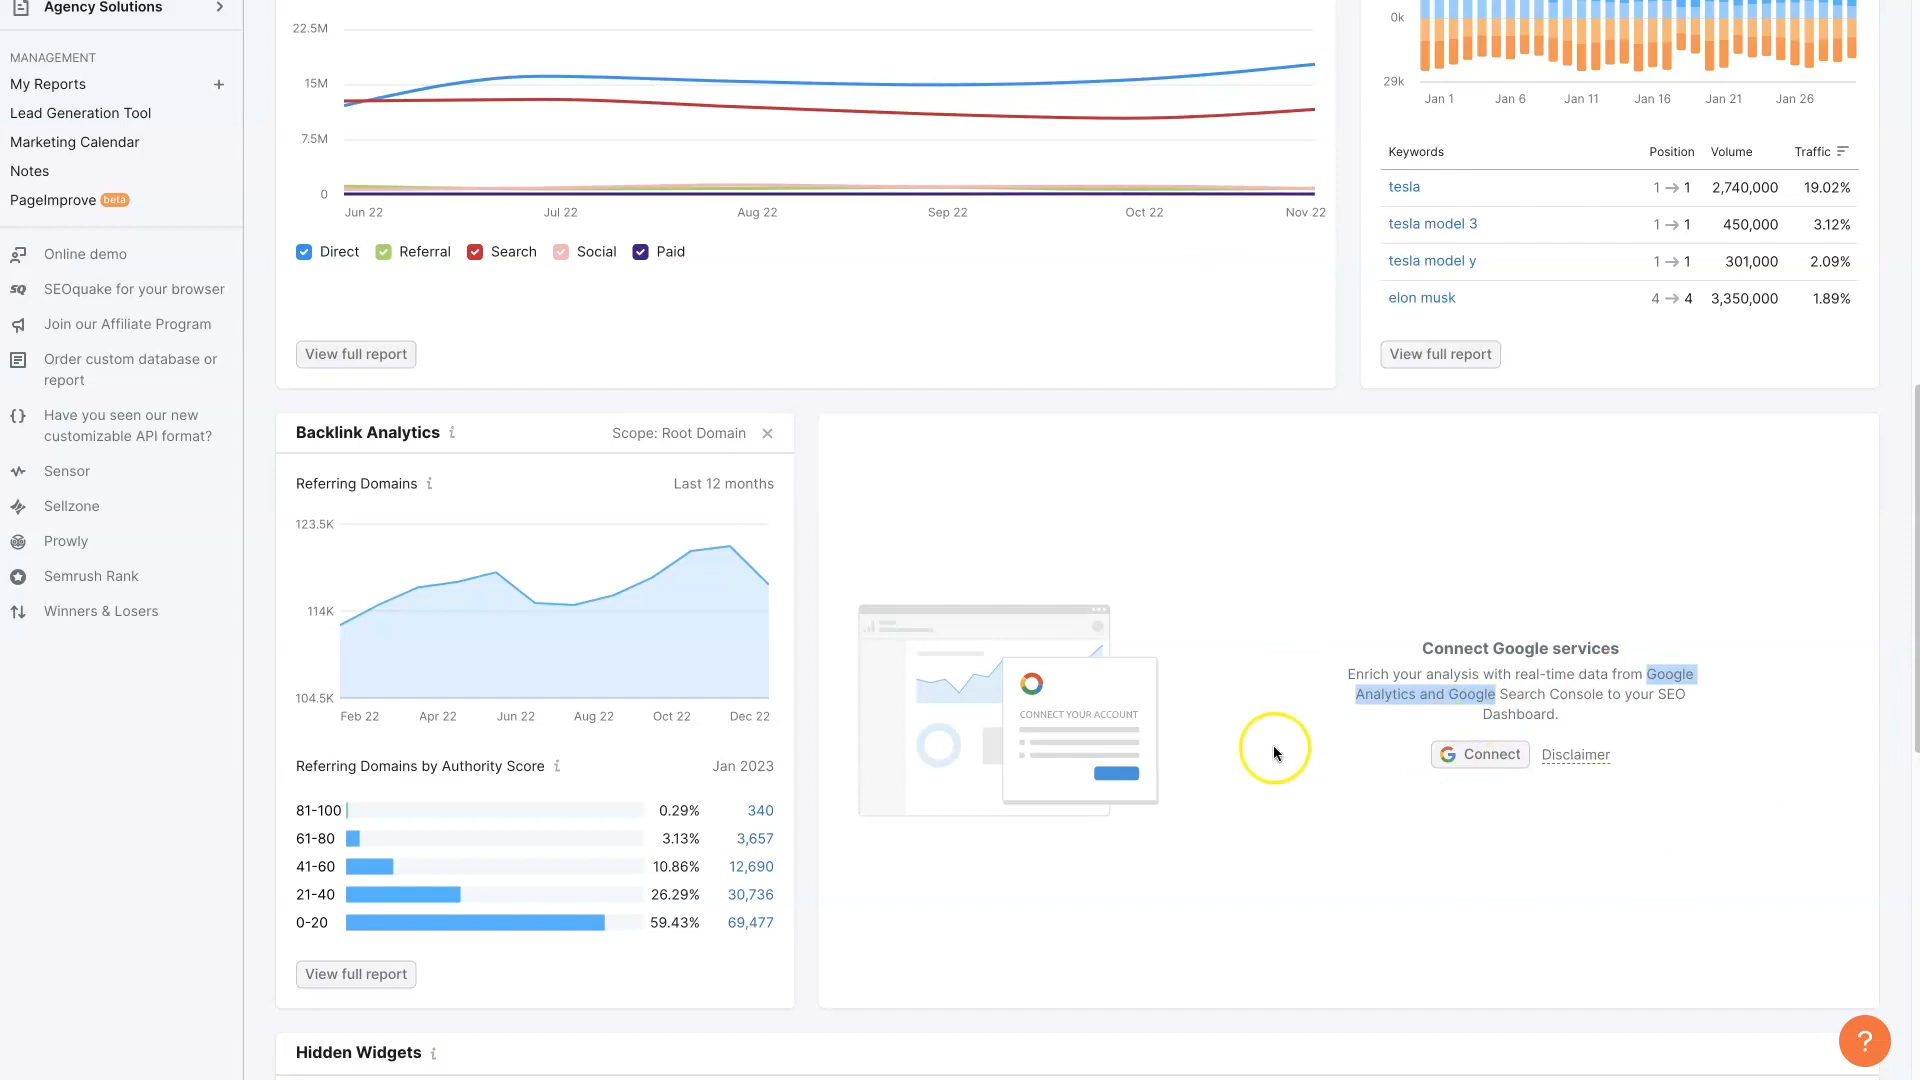 Agency Solutions
MANAGEMENT
My Reports +
Lead Generation Tool
Marketing Calendar
Notes
PageImprove beta
Online demo
SEOquake for your browser
Join our Affiliate Program
Order custom database or
report
Have you seen our new
customizable API format?
Sensor
Sellzone
Prowly
Semrush Rank
Winners & Losers
22.5M
15M
7.5M
0
Jun 22 Jul 22 Aug 22 Sep 22 Oct 22 Nov 22
Direct Referral Search Social Paid
View full report
0k
29k
Jan 1 Jan 6 Jan 11 Jan 16 Jan 21 Jan 26
Keywords Position Volume Traffic
tesla 1 → 1 2,740,000 19.02%
tesla model 3 1 → 1 450,000 3.12%
tesla model y 1 → 1 301,000 2.09%
elon musk 4 → 4 3,350,000 1.89%
View full report
Backlink Analytics i Scope: Root Domain ×
Referring Domains i Last 12 months
123.5K
114K
104.5K
Feb 22 Apr 22 Jun 22 Aug 22 Oct 22 Dec 22
Referring Domains by Authority Score i Jan 2023
81-100 0.29% 340
61-80 3.13% 3,657
41-60 10.86% 12,690
21-40 26.29% 30,736
0-20 59.43% 69,477
View full report
CONNECT YOUR ACCOUNT
Connect Google services
Enrich your analysis with real-time data from Google
Analytics and Google Search Console to your SEO
Dashboard.
Connect Disclaimer
Hidden Widgets i
?